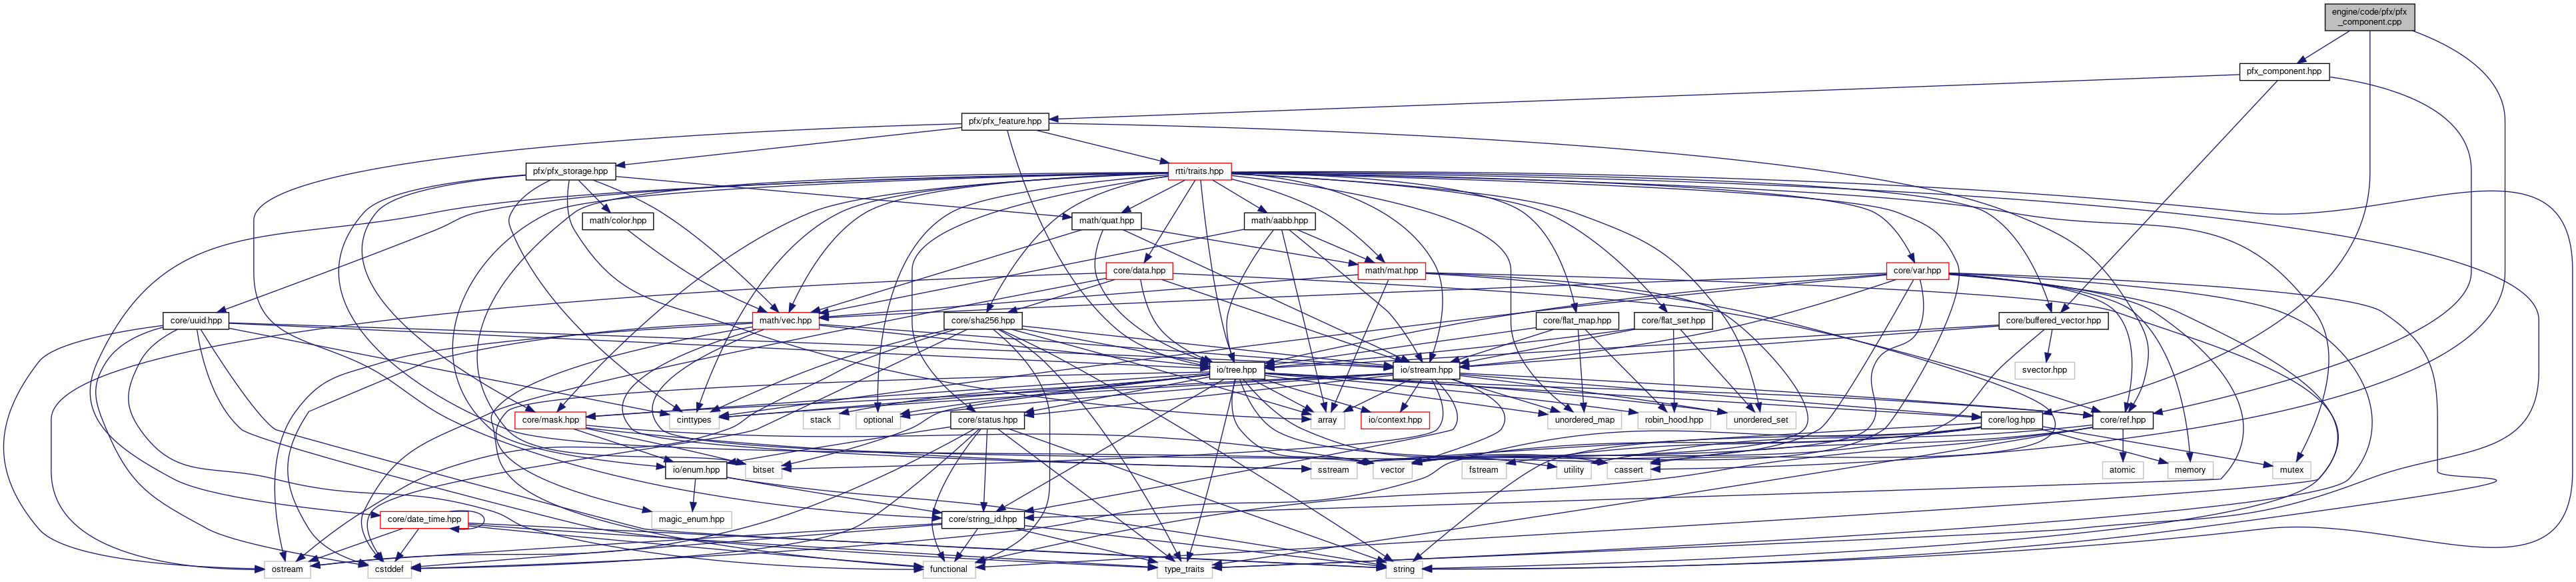 engine/code/pfx/pfx
_component.cpp
pfx_component.hpp
pfx/pfx_feature.hpp
pfx/pfx_storage.hpp
rtti/traits.hpp
math/color.hpp
math/quat.hpp
math/aabb.hpp
core/data.hpp
math/mat.hpp
core/var.hpp
core/uuid.hpp
math/vec.hpp
core/sha256.hpp
core/flat_map.hpp
core/flat_set.hpp
core/buffered_vector.hpp
io/tree.hpp
io/stream.hpp
svector.hpp
core/mask.hpp
cinttypes
stack
optional
core/status.hpp
array
io/context.hpp
unordered_map
robin_hood.hpp
unordered_set
core/log.hpp
core/ref.hpp
io/enum.hpp
bitset
sstream
vector
fstream
utility
cassert
atomic
memory
mutex
core/date_time.hpp
magic_enum.hpp
core/string_id.hpp
ostream
cstddef
functional
type_traits
string